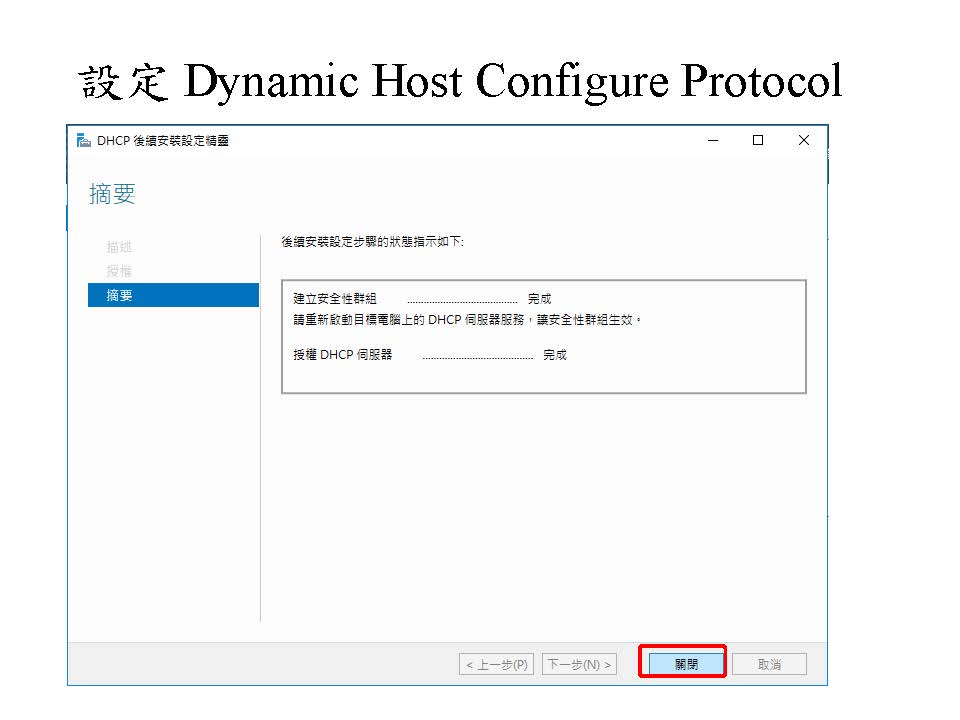 設定 Dynamic Host Configure Protocol
DHCP 後續安裝設定精靈
摘要
描述
授權
摘要
後續安裝設定步驟的狀態指示如下:
建立安全性群組 ..................................... 完成
請重新啟動目標電腦上的 DHCP 伺服器服務，讓安全性群組生效。
授權 DHCP 伺服器 ..................................... 完成
< 上一步(P) 下一步(N) > 關閉 取消